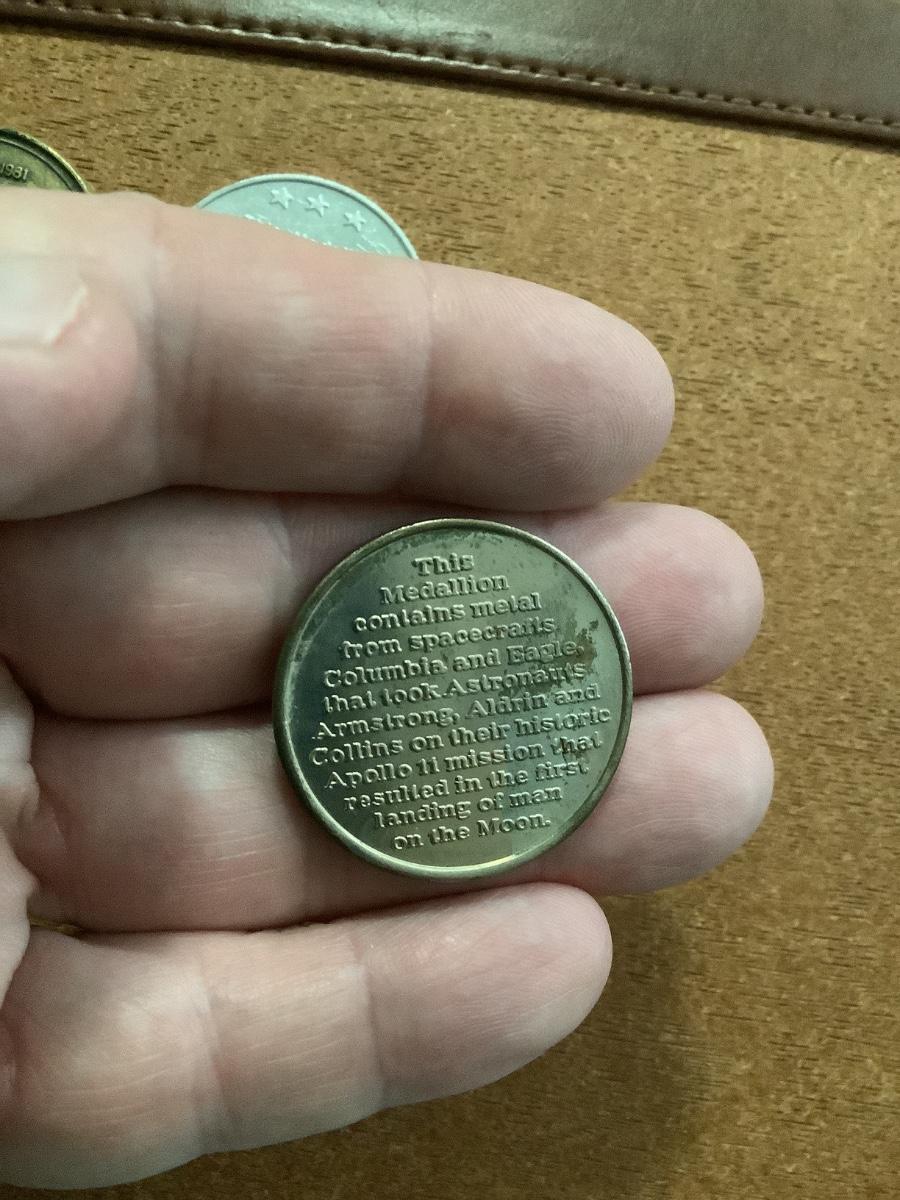 1981
This
Medallion
contains metal
from spacecrafts
Columbia and Eagle,
that took Astronauts
Armstrong, Aldrin and
Collins on their historic
Apollo 11 mission that
resulted in the first
landing of man
on the Moon.